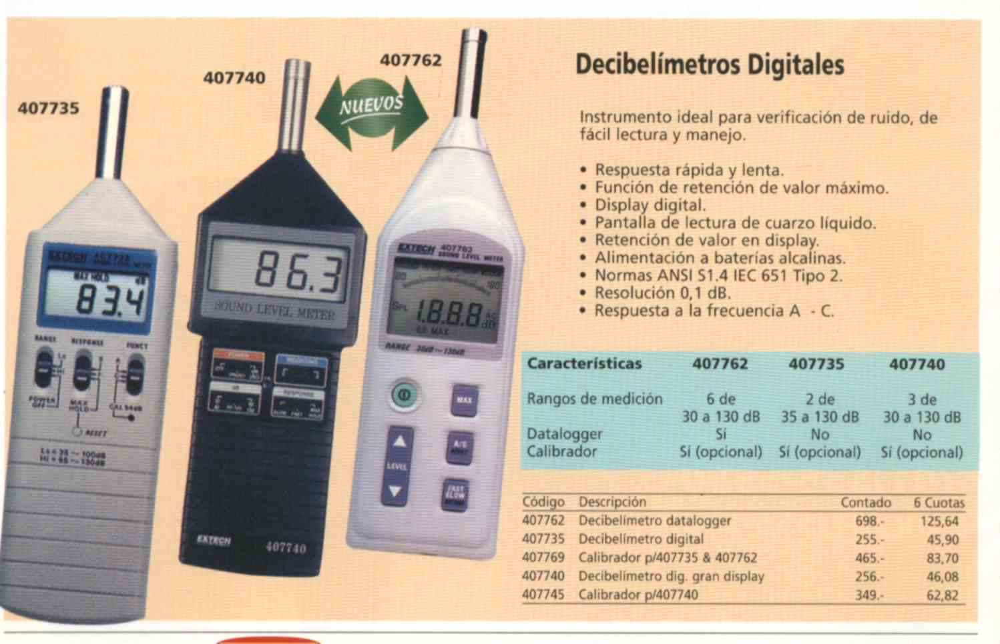 407735
407740
407762
NUEVOS
Decibelímetros Digitales
Instrumento ideal para verificación de ruido, de
fácil lectura y manejo.
• Respuesta rápida y lenta.
• Función de retención de valor máximo.
• Display digital.
• Pantalla de lectura de cuarzo líquido.
• Retención de valor en display.
• Alimentación a baterías alcalinas.
• Normas ANSI S1.4 IEC 651 Tipo 2.
• Resolución 0,1 dB.
• Respuesta a la frecuencia A - C.
Características 407762 407735 407740
Rangos de medición 6 de 2 de 3 de
30 a 130 dB 35 a 130 dB 30 a 130 dB
Datalogger Sí No No
Calibrador Sí (opcional) Sí (opcional) Sí (opcional)
Código Descripción Contado 6 Cuotas
407762 Decibelímetro datalogger 698.- 125,64
407735 Decibelímetro digital 255.- 45,90
407769 Calibrador p/407735 & 407762 465.- 83,70
407740 Decibelímetro dig. gran display 256.- 46,08
407745 Calibrador p/407740 349.- 62,82
EXTECH
MAX HOLD dB
83.4
RANGE RESPONSE FUNCT
Lo
Hi
A
POWER
OFF
MAX
HOLD
CAL 94dB
RESET
Lo = 35 ~ 100dB
Hi = 65 ~ 130dB
86.3
SOUND LEVEL METER
POWER
RESPONSE
EXTECH
407740
EXTECH 407762
SOUND LEVEL METER
SPL 1.8.8.8 dB
MAX
RANGE 30dB ~ 130dB
MAX
LEVEL
A/C
FAST
SLOW